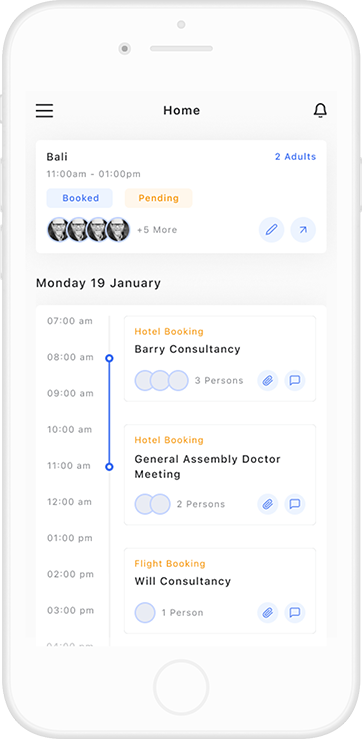 Home
Bali
2 Adults
11:00am - 01:00pm
Booked
Pending
+5 More
Monday 19 January
07:00 am
Hotel Booking
Barry Consultancy
08:00 am
3 Persons
09:00 am
10:00 am
Hotel Booking
General Assembly Doctor
Meeting
11:00 am
2 Persons
12:00 am
01:00 pm
Flight Booking
Will Consultancy
02:00 pm
1 Person
03:00 pm
04:00 pm